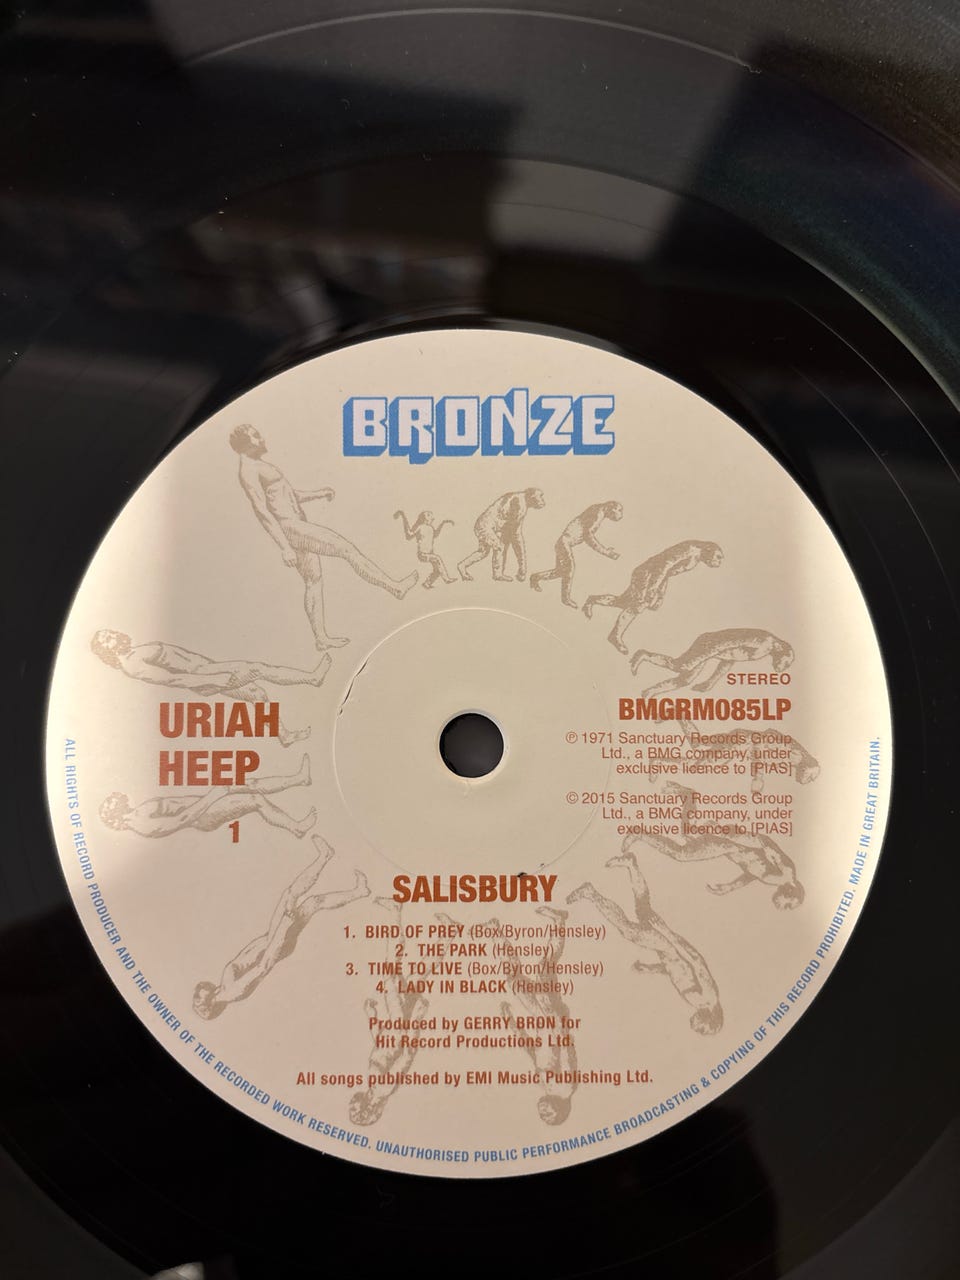 BRONZE
STEREO
BMGRM085LP
℗ 1971 Sanctuary Records Group
Ltd., a BMG company, under
exclusive licence to [PIAS]
© 2015 Sanctuary Records Group
Ltd., a BMG company, under
exclusive licence to [PIAS]
URIAH
HEEP
1
SALISBURY
1. BIRD OF PREY (Box/Byron/Hensley)
2. THE PARK (Hensley)
3. TIME TO LIVE (Box/Byron/Hensley)
4. LADY IN BLACK (Hensley)
Produced by GERRY BRON for
Hit Record Productions Ltd.
All songs published by EMI Music Publishing Ltd.
ALL RIGHTS OF RECORD PRODUCER AND THE OWNER OF THE RECORDED WORK RESERVED. UNAUTHORISED PUBLIC PERFORMANCE BROADCASTING & COPYING OF THIS RECORD PROHIBITED. MADE IN GREAT BRITAIN.